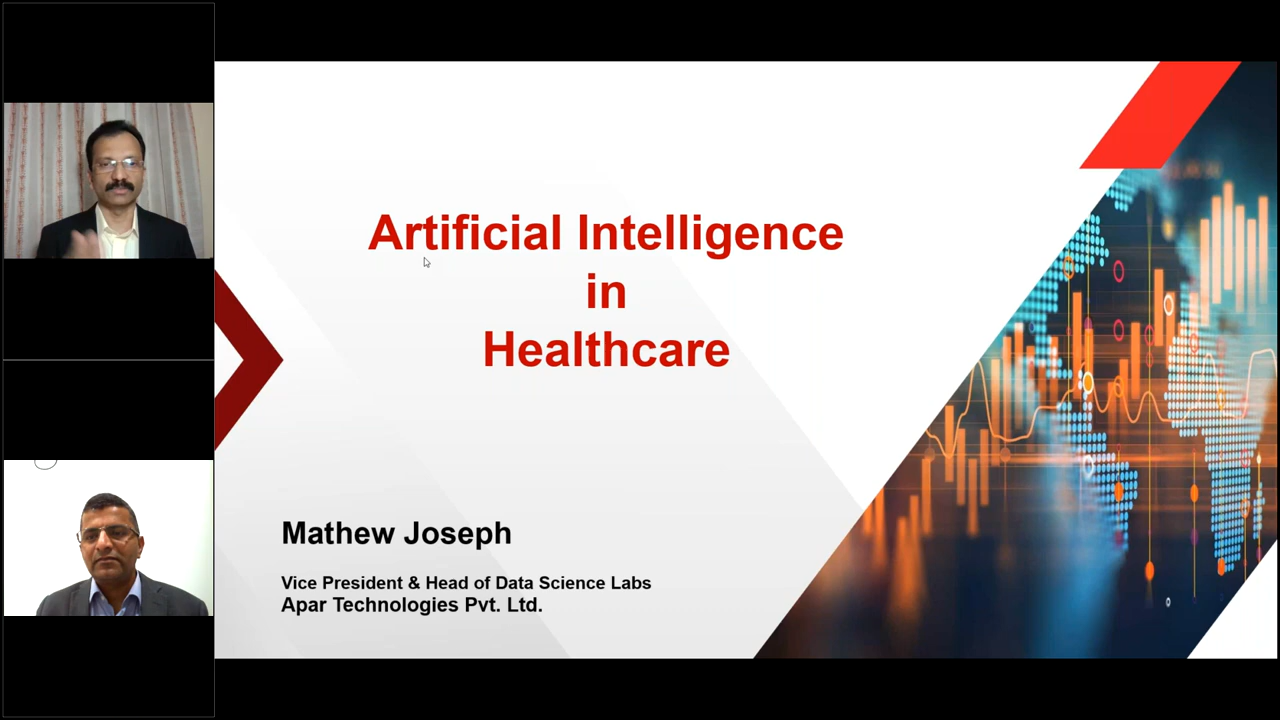 Artificial Intelligence
in
Healthcare
Mathew Joseph
Vice President & Head of Data Science Labs
Apar Technologies Pvt. Ltd.